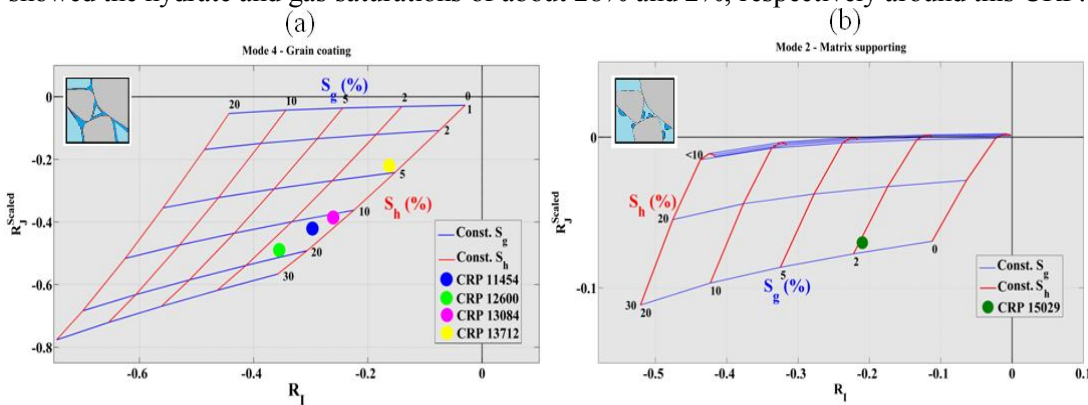 showed the hydrate and gas saturations of about 28% and 2%, respectively around this CRP.
(a)
(b)
Mode 4 - Grain coating
Mode 2 - Matrix supporting
0.1
0
-0.2
-0.4
-0.6
-0.8
R_J^Scaled
S_g (%)
20
10
5
2
0
1
2
5
10
20
30
S_h (%)
Const. S_g
Const. S_h
CRP 11454
CRP 12600
CRP 13084
CRP 13712
-0.6
-0.4
-0.2
0
R_I
0
-0.1
R_J^Scaled
<10
S_h (%)
20
30
20
10
5
2
0
S_g (%)
Const. S_g
Const. S_h
CRP 15029
-0.5
-0.4
-0.3
-0.2
-0.1
0
0.1
R_I